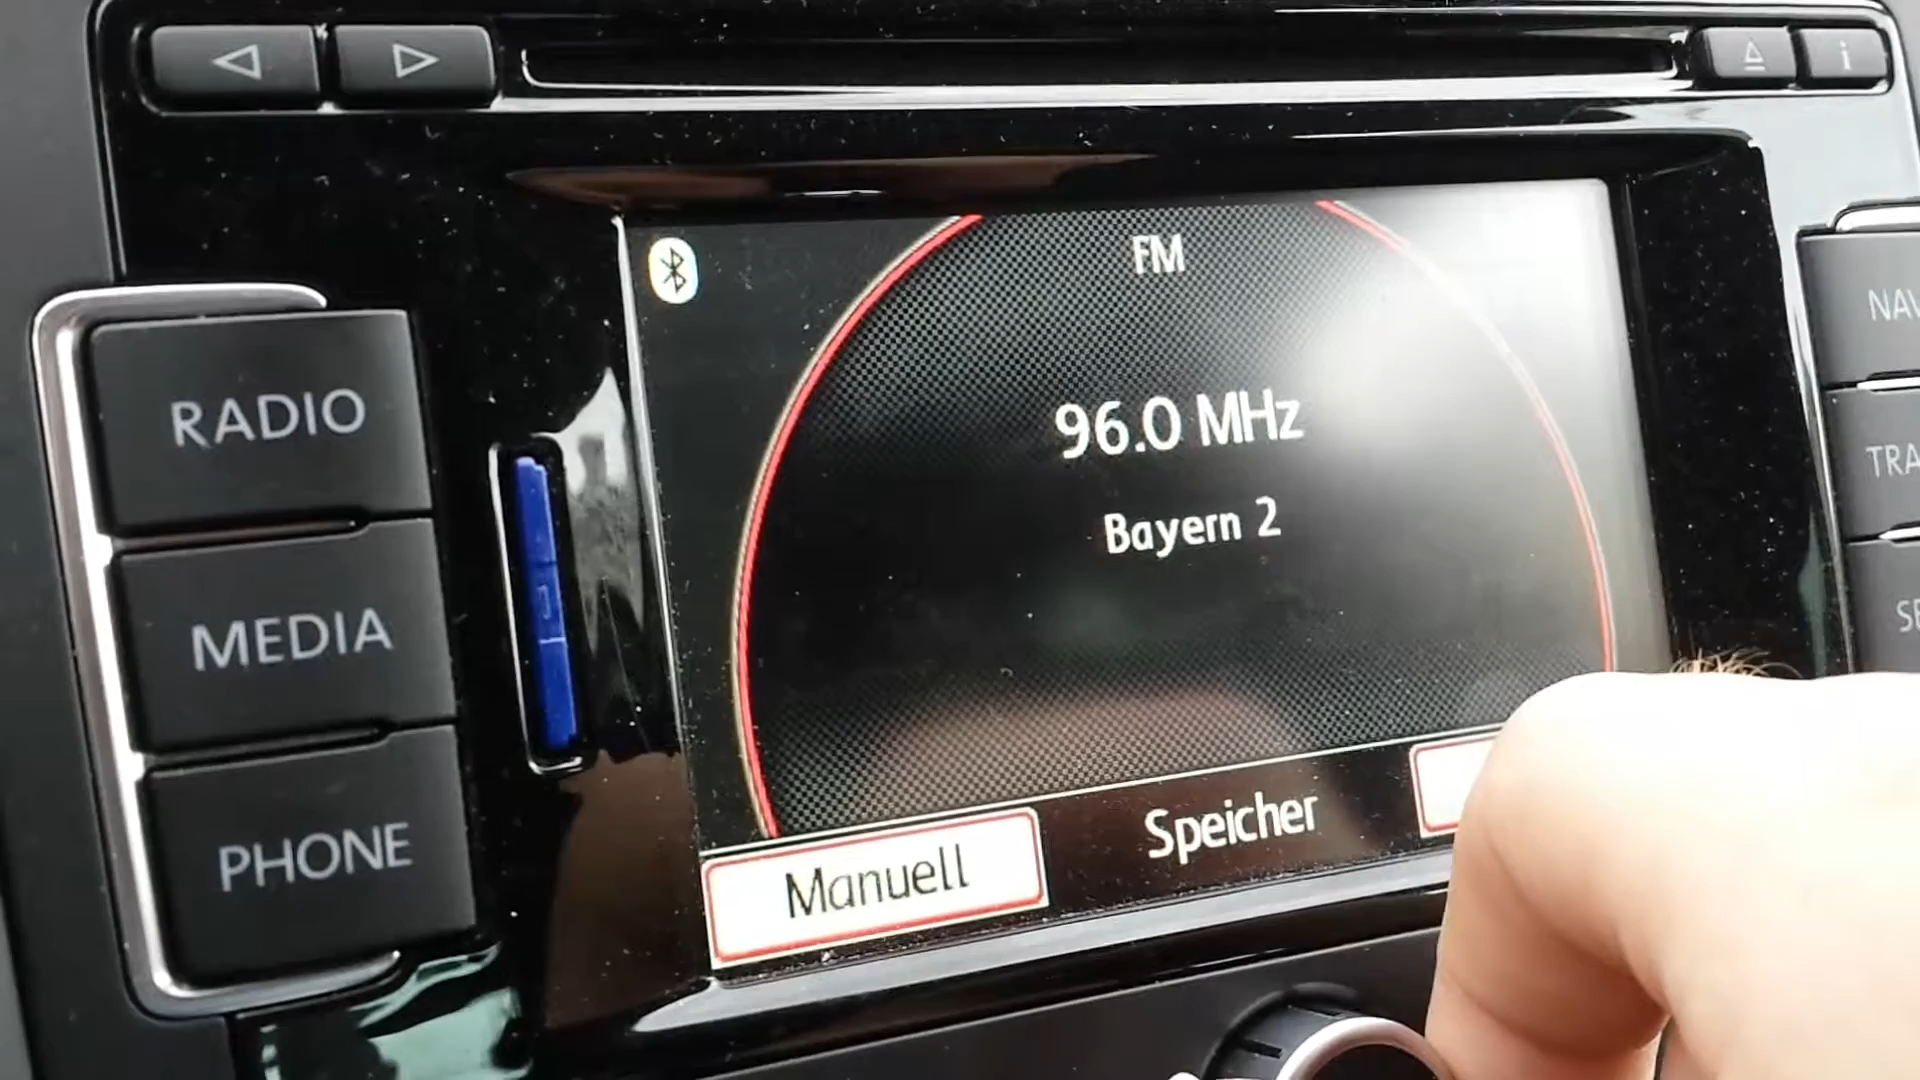 i
FM
RADIO
96.0 MHz
Bayern 2
MEDIA
PHONE
Manuell
Speicher